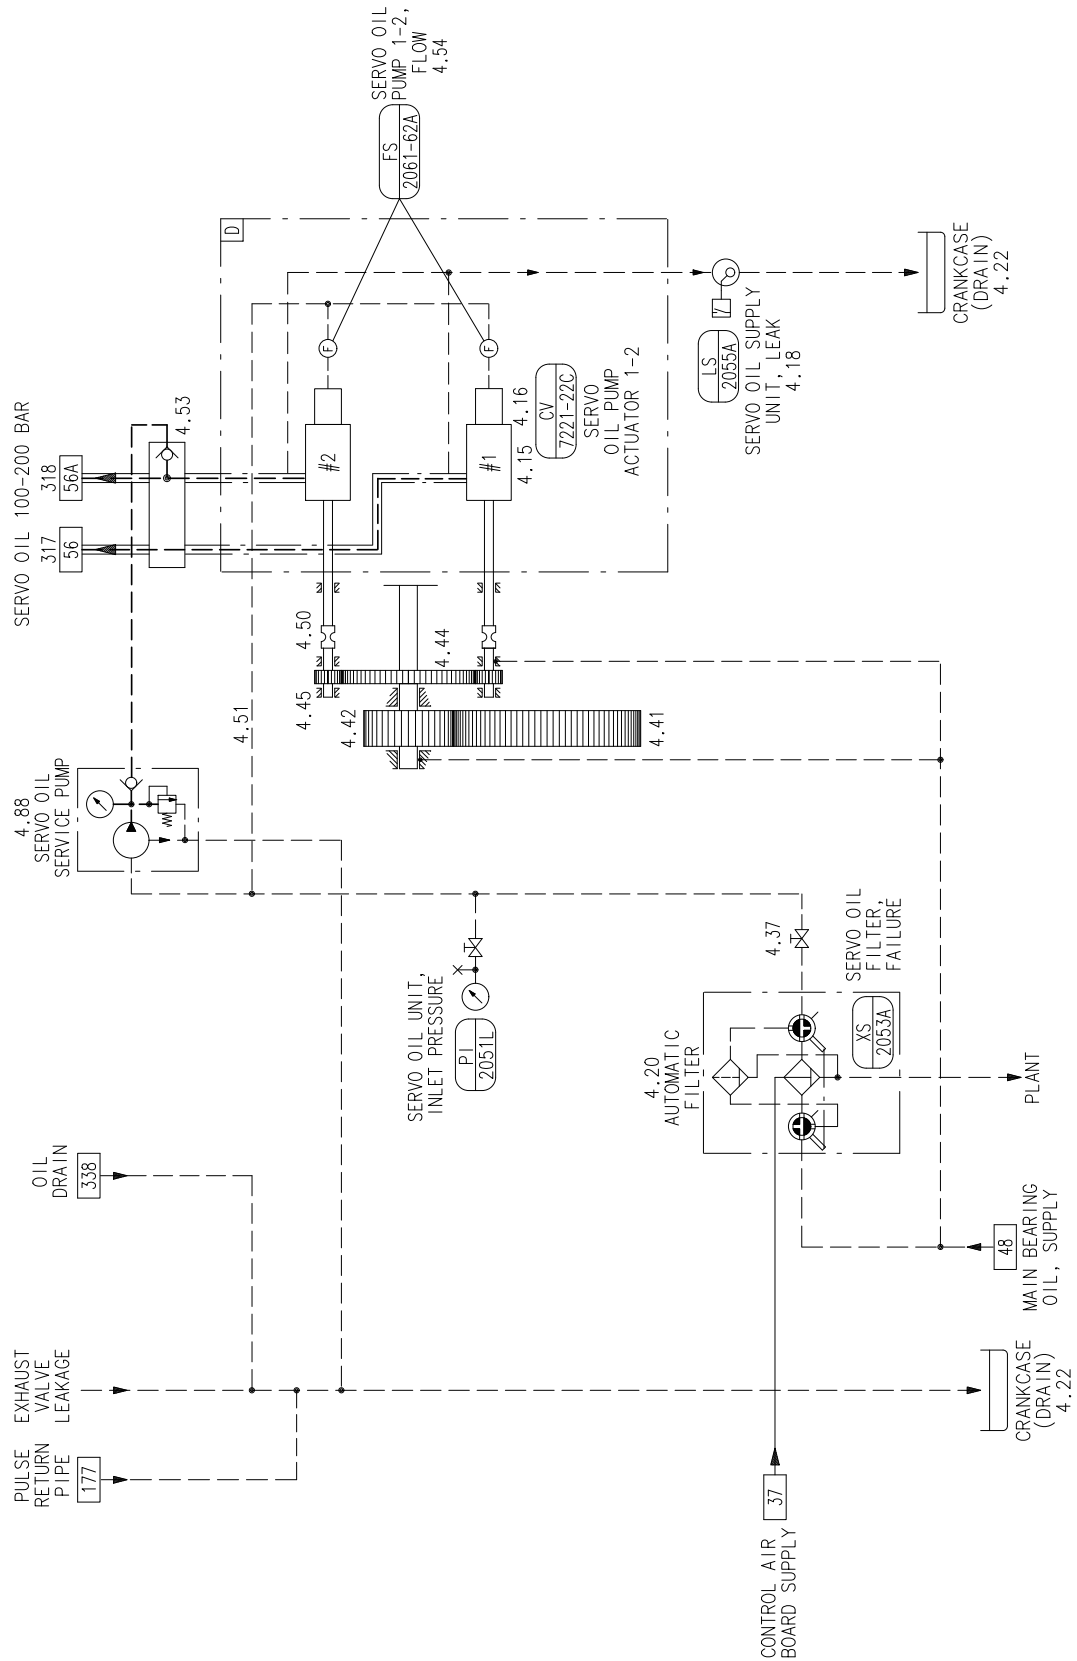 PULSE
RETURN
PIPE
177
EXHAUST
VALVE
LEAKAGE
OIL
DRAIN
338
4.88
SERVO OIL
SERVICE PUMP
SERVO OIL 100-200 BAR
317
56
318
56A
4.53
4.51
4.45
4.50
4.42
4.44
4.41
#2
#1
F
F
D
4.15
4.16
CV
7221-22C
SERVO
OIL PUMP
ACTUATOR 1-2
FS
2061-62A
SERVO OIL
PUMP 1-2,
FLOW
4.54
LS
2055A
SERVO OIL SUPPLY
UNIT, LEAK
4.18
CRANKCASE
(DRAIN)
4.22
SERVO OIL UNIT,
INLET PRESSURE
PI
2051L
4.37
4.20
AUTOMATIC
FILTER
XS
2053A
SERVO OIL
FILTER,
FAILURE
PLANT
48
MAIN BEARING
OIL, SUPPLY
CRANKCASE
(DRAIN)
4.22
37
CONTROL AIR
BOARD SUPPLY